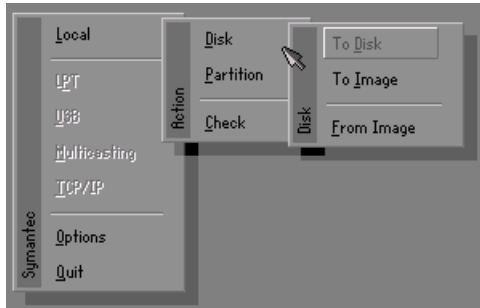 Local
LPT
USB
Multicasting
TCP/IP
Options
Quit
Symantec
Disk
Partition
Check
Action
To Disk
To Image
From Image
Disk